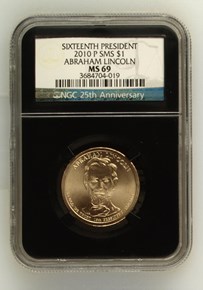 SIXTEENTH PRESIDENT
2010 P SMS $1
ABRAHAM LINCOLN
MS 69
3684704-019
NGC 25th Anniversary
ABRAHAM LINCOLN